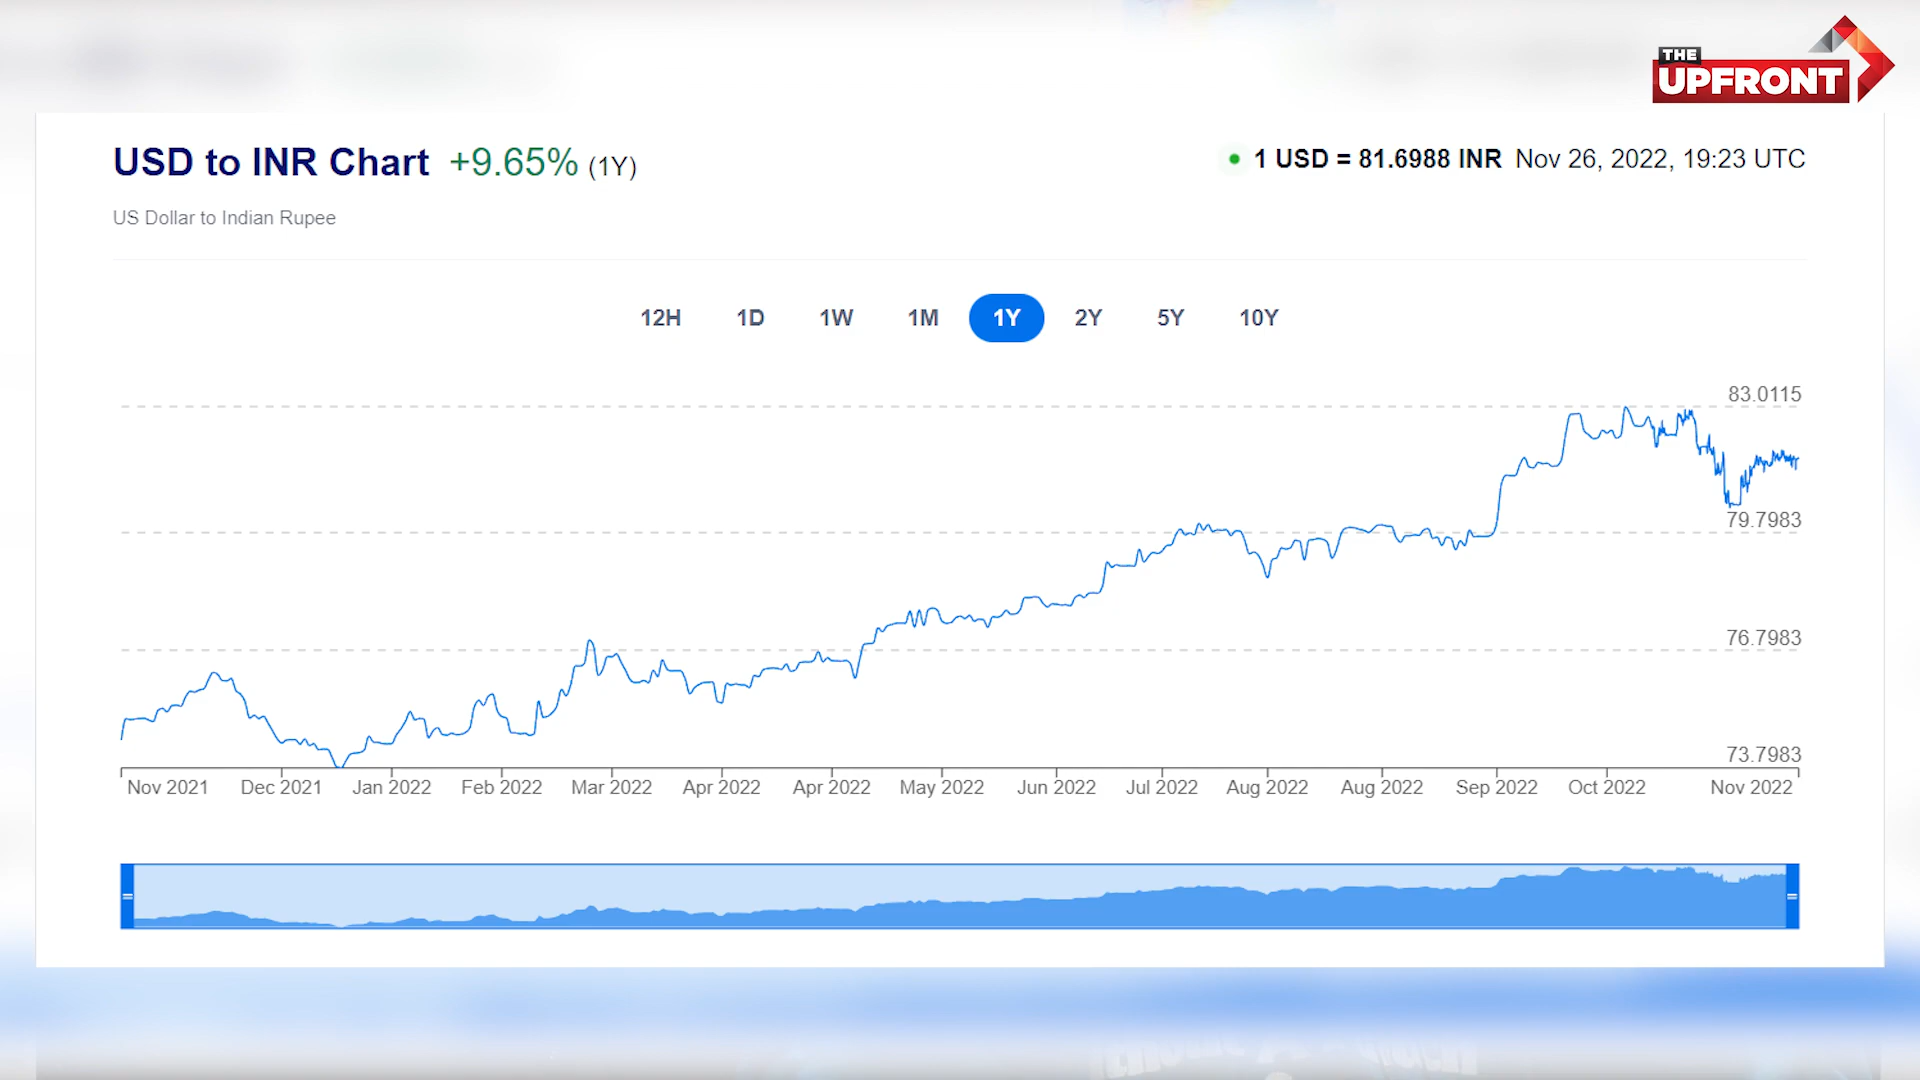 THE
UPFRONT
USD to INR Chart +9.65% (1Y)
1 USD = 81.6988 INR Nov 26, 2022, 19:23 UTC
US Dollar to Indian Rupee
12H 1D 1W 1M 1Y 2Y 5Y 10Y
83.0115
79.7983
76.7983
73.7983
Nov 2021 Dec 2021 Jan 2022 Feb 2022 Mar 2022 Apr 2022 Apr 2022 May 2022 Jun 2022 Jul 2022 Aug 2022 Aug 2022 Sep 2022 Oct 2022 Nov 2022